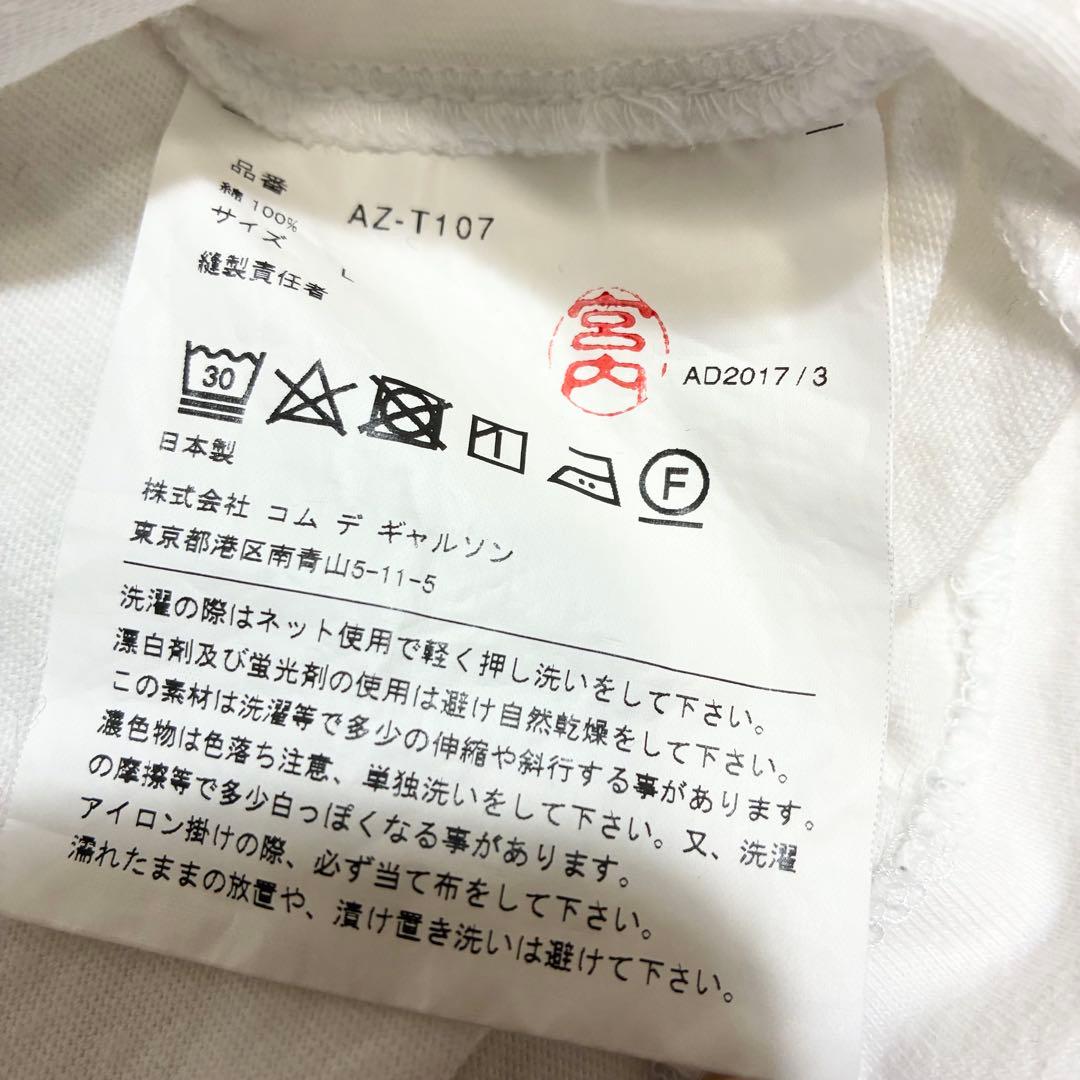 品番 AZ-T107
綿 100%
サイズ L
縫製責任者
宮内
AD2017/3
30
F
日本製
株式会社 コム デ ギャルソン
東京都港区南青山5-11-5
洗濯の際はネット使用で軽く押し洗いをして下さい。
漂白剤及び蛍光剤の使用は避け自然乾燥をして下さい。
この素材は洗濯等で多少の伸縮や斜行する事があります。
濃色物は色落ち注意、単独洗いをして下さい。又、洗濯
の摩擦等で多少白っぽくなる事があります。
アイロン掛けの際、必ず当て布をして下さい。
濡れたままの放置や、漬け置き洗いは避けて下さい。